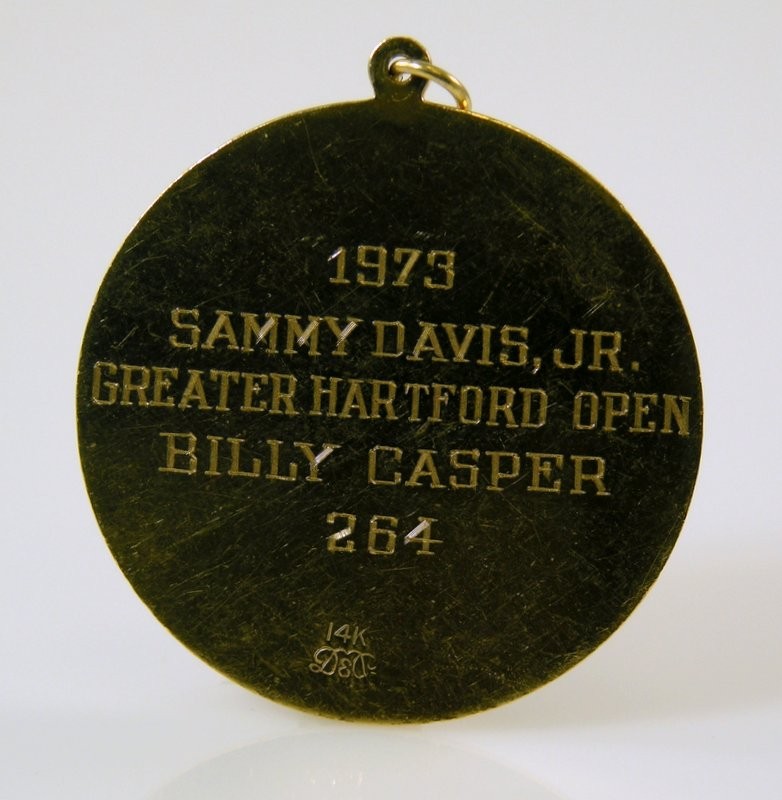 1973
SAMMY DAVIS, JR.
GREATER HARTFORD OPEN
BILLY CASPER
264
14K